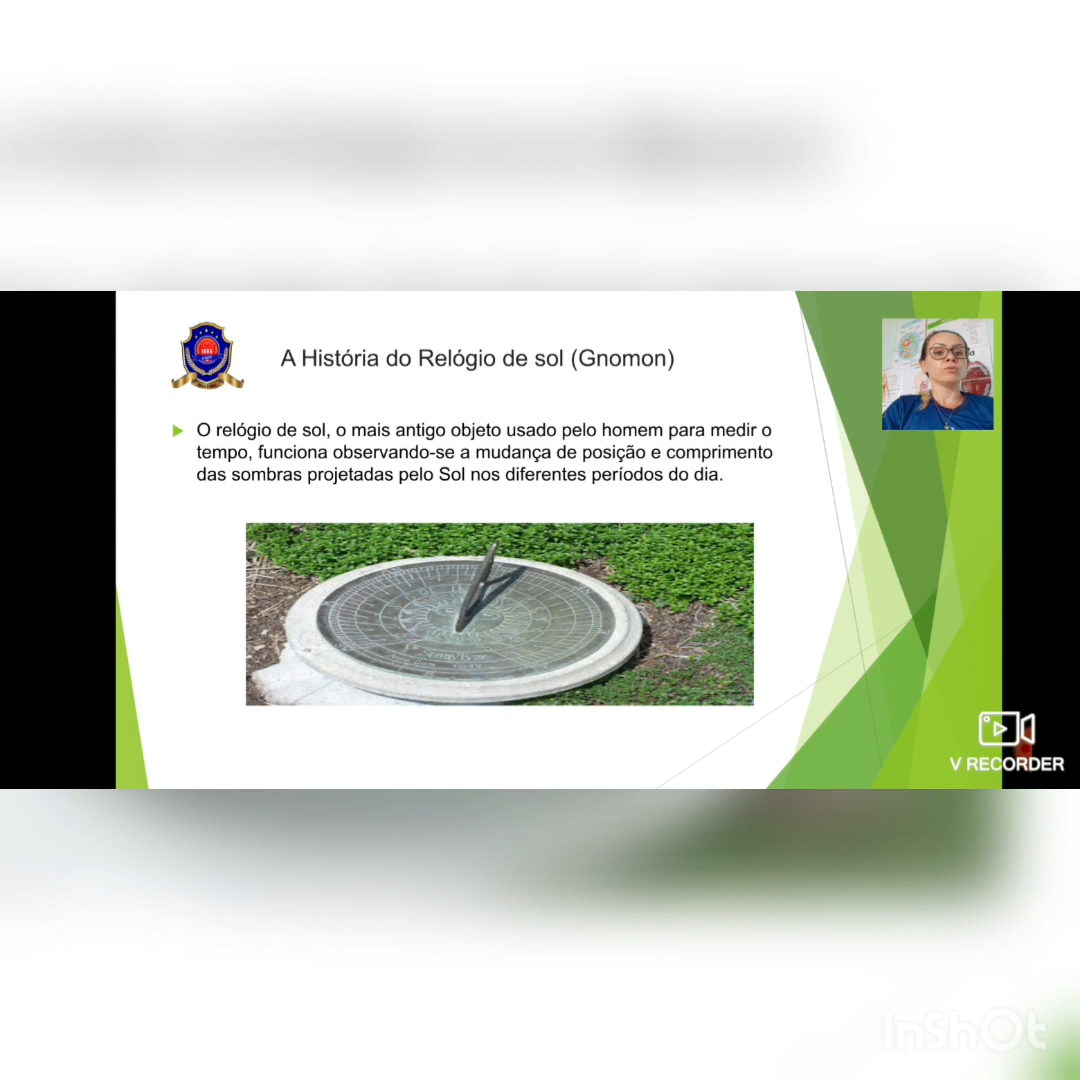 A História do Relógio de sol (Gnomon)
O relógio de sol, o mais antigo objeto usado pelo homem para medir o
tempo, funciona observando-se a mudança de posição e comprimento
das sombras projetadas pelo Sol nos diferentes períodos do dia.
V RECORDER
InShOt